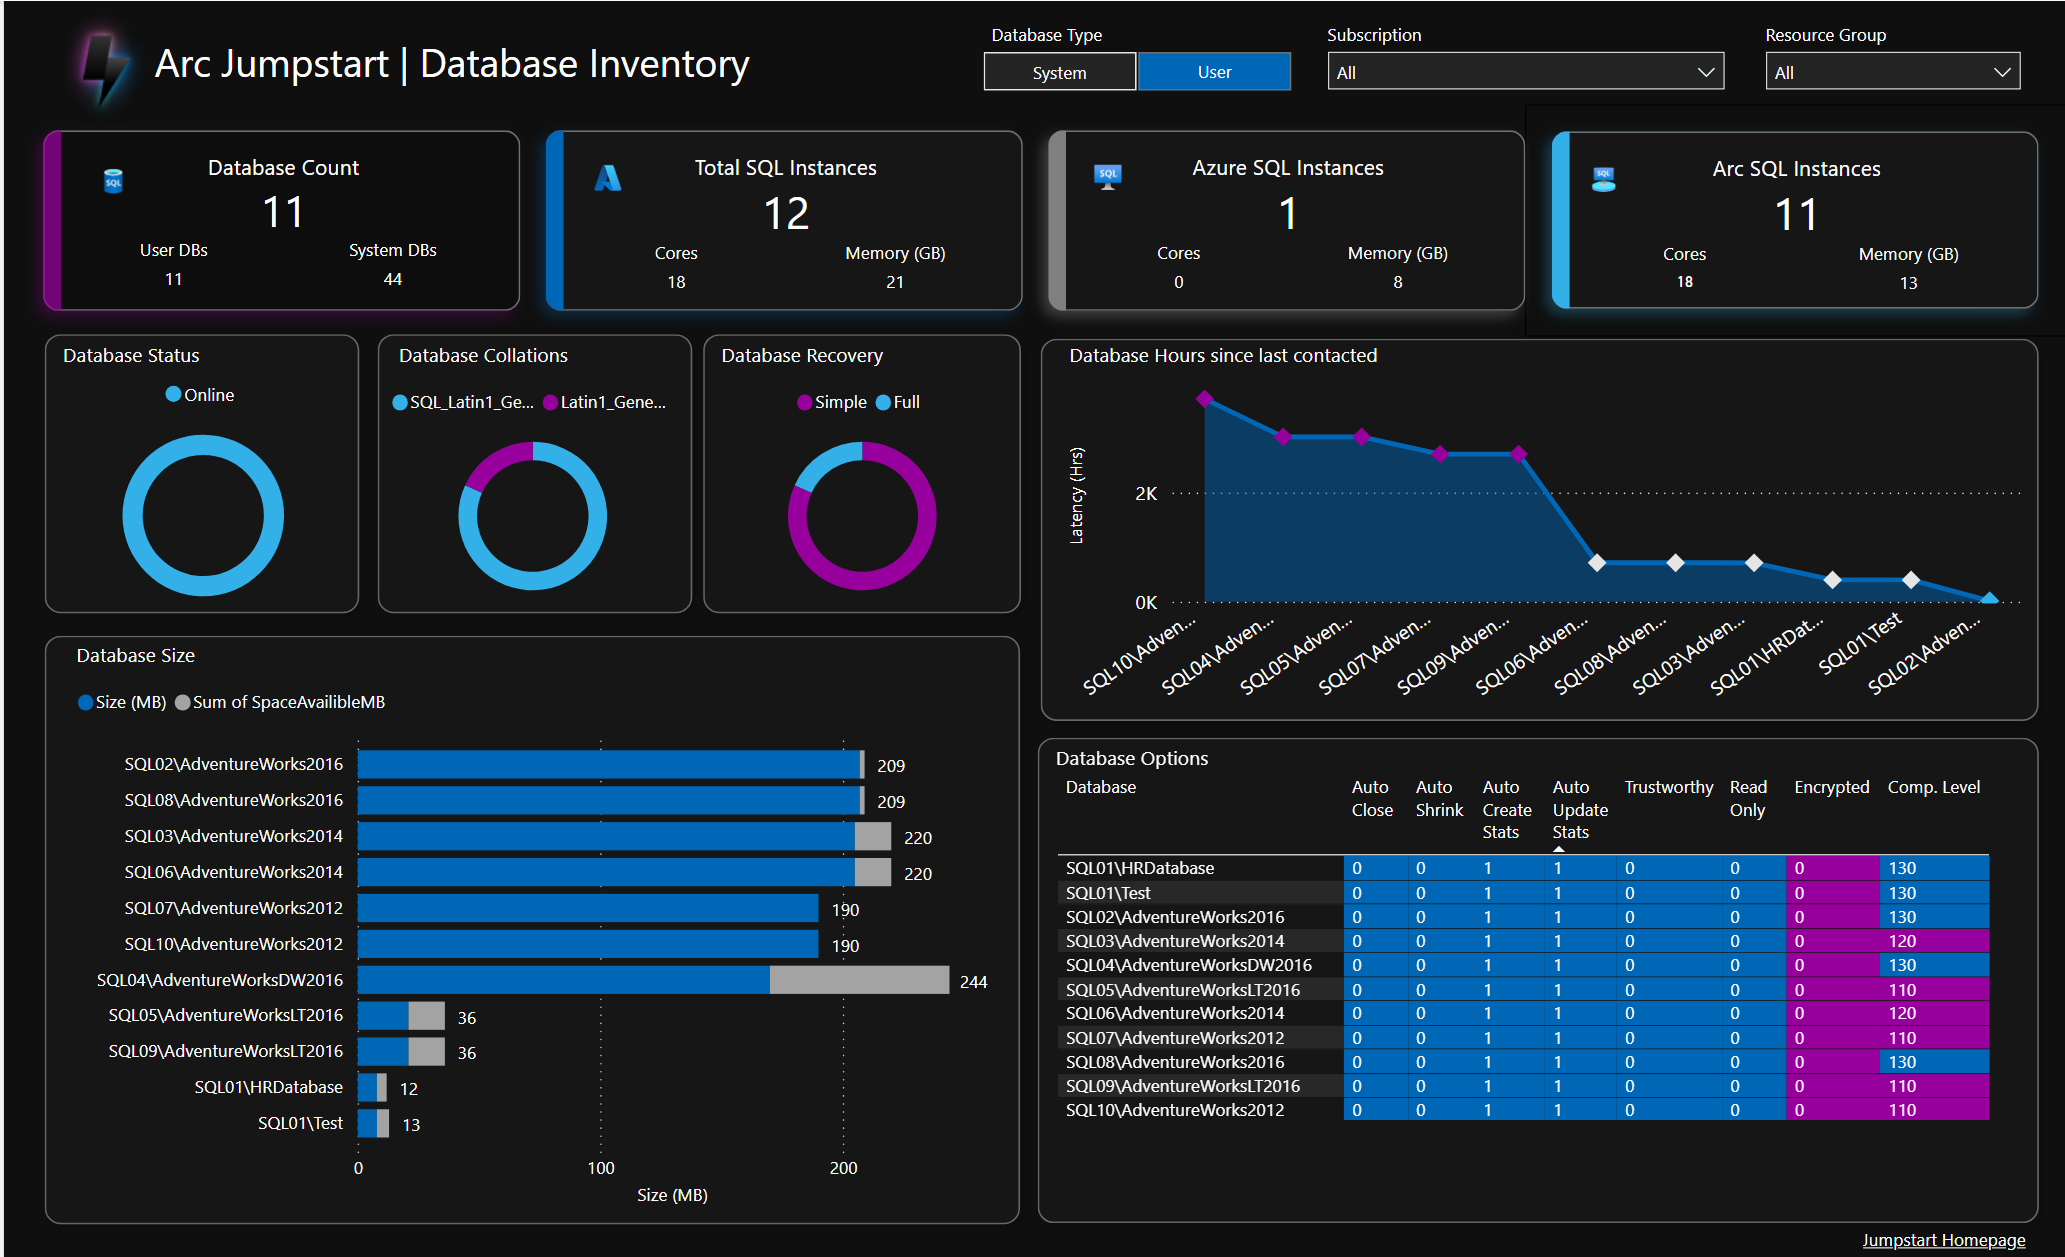 Arc Jumpstart | Database Inventory
Database Type
System
User
Subscription
All
Resource Group
All
SQL
Database Count
11
User DBs
11
System DBs
44
Total SQL Instances
12
Cores
18
Memory (GB)
21
SQL
Azure SQL Instances
1
Cores
0
Memory (GB)
8
SQL
Arc SQL Instances
11
Cores
18
Memory (GB)
13
Database Status
Online
Database Collations
SQL_Latin1_Ge... Latin1_Gene...
Database Recovery
Simple Full
Database Hours since last contacted
Latency (Hrs)
2K
0K
SQL10\Adven...
SQL04\Adven...
SQL05\Adven...
SQL07\Adven...
SQL09\Adven...
SQL06\Adven...
SQL08\Adven...
SQL03\Adven...
SQL01\HRDat...
SQL01\Test
SQL02\Adven...
Database Size
Size (MB) Sum of SpaceAvailibleMB
SQL02\AdventureWorks2016 209
SQL08\AdventureWorks2016 209
SQL03\AdventureWorks2014 220
SQL06\AdventureWorks2014 220
SQL07\AdventureWorks2012 190
SQL10\AdventureWorks2012 190
SQL04\AdventureWorksDW2016 244
SQL05\AdventureWorksLT2016 36
SQL09\AdventureWorksLT2016 36
SQL01\HRDatabase 12
SQL01\Test 13
0 100 200
Size (MB)
Database Options
Database Auto Auto Auto Auto Trustworthy Read Encrypted Comp. Level
Close Shrink Create Update Only
Stats Stats
SQL01\HRDatabase 0 0 1 1 0 0 0 130
SQL01\Test 0 0 1 1 0 0 0 130
SQL02\AdventureWorks2016 0 0 1 1 0 0 0 130
SQL03\AdventureWorks2014 0 0 1 1 0 0 0 120
SQL04\AdventureWorksDW2016 0 0 1 1 0 0 0 130
SQL05\AdventureWorksLT2016 0 0 1 1 0 0 0 110
SQL06\AdventureWorks2014 0 0 1 1 0 0 0 120
SQL07\AdventureWorks2012 0 0 1 1 0 0 0 110
SQL08\AdventureWorks2016 0 0 1 1 0 0 0 130
SQL09\AdventureWorksLT2016 0 0 1 1 0 0 0 110
SQL10\AdventureWorks2012 0 0 1 1 0 0 0 110
Jumpstart Homepage